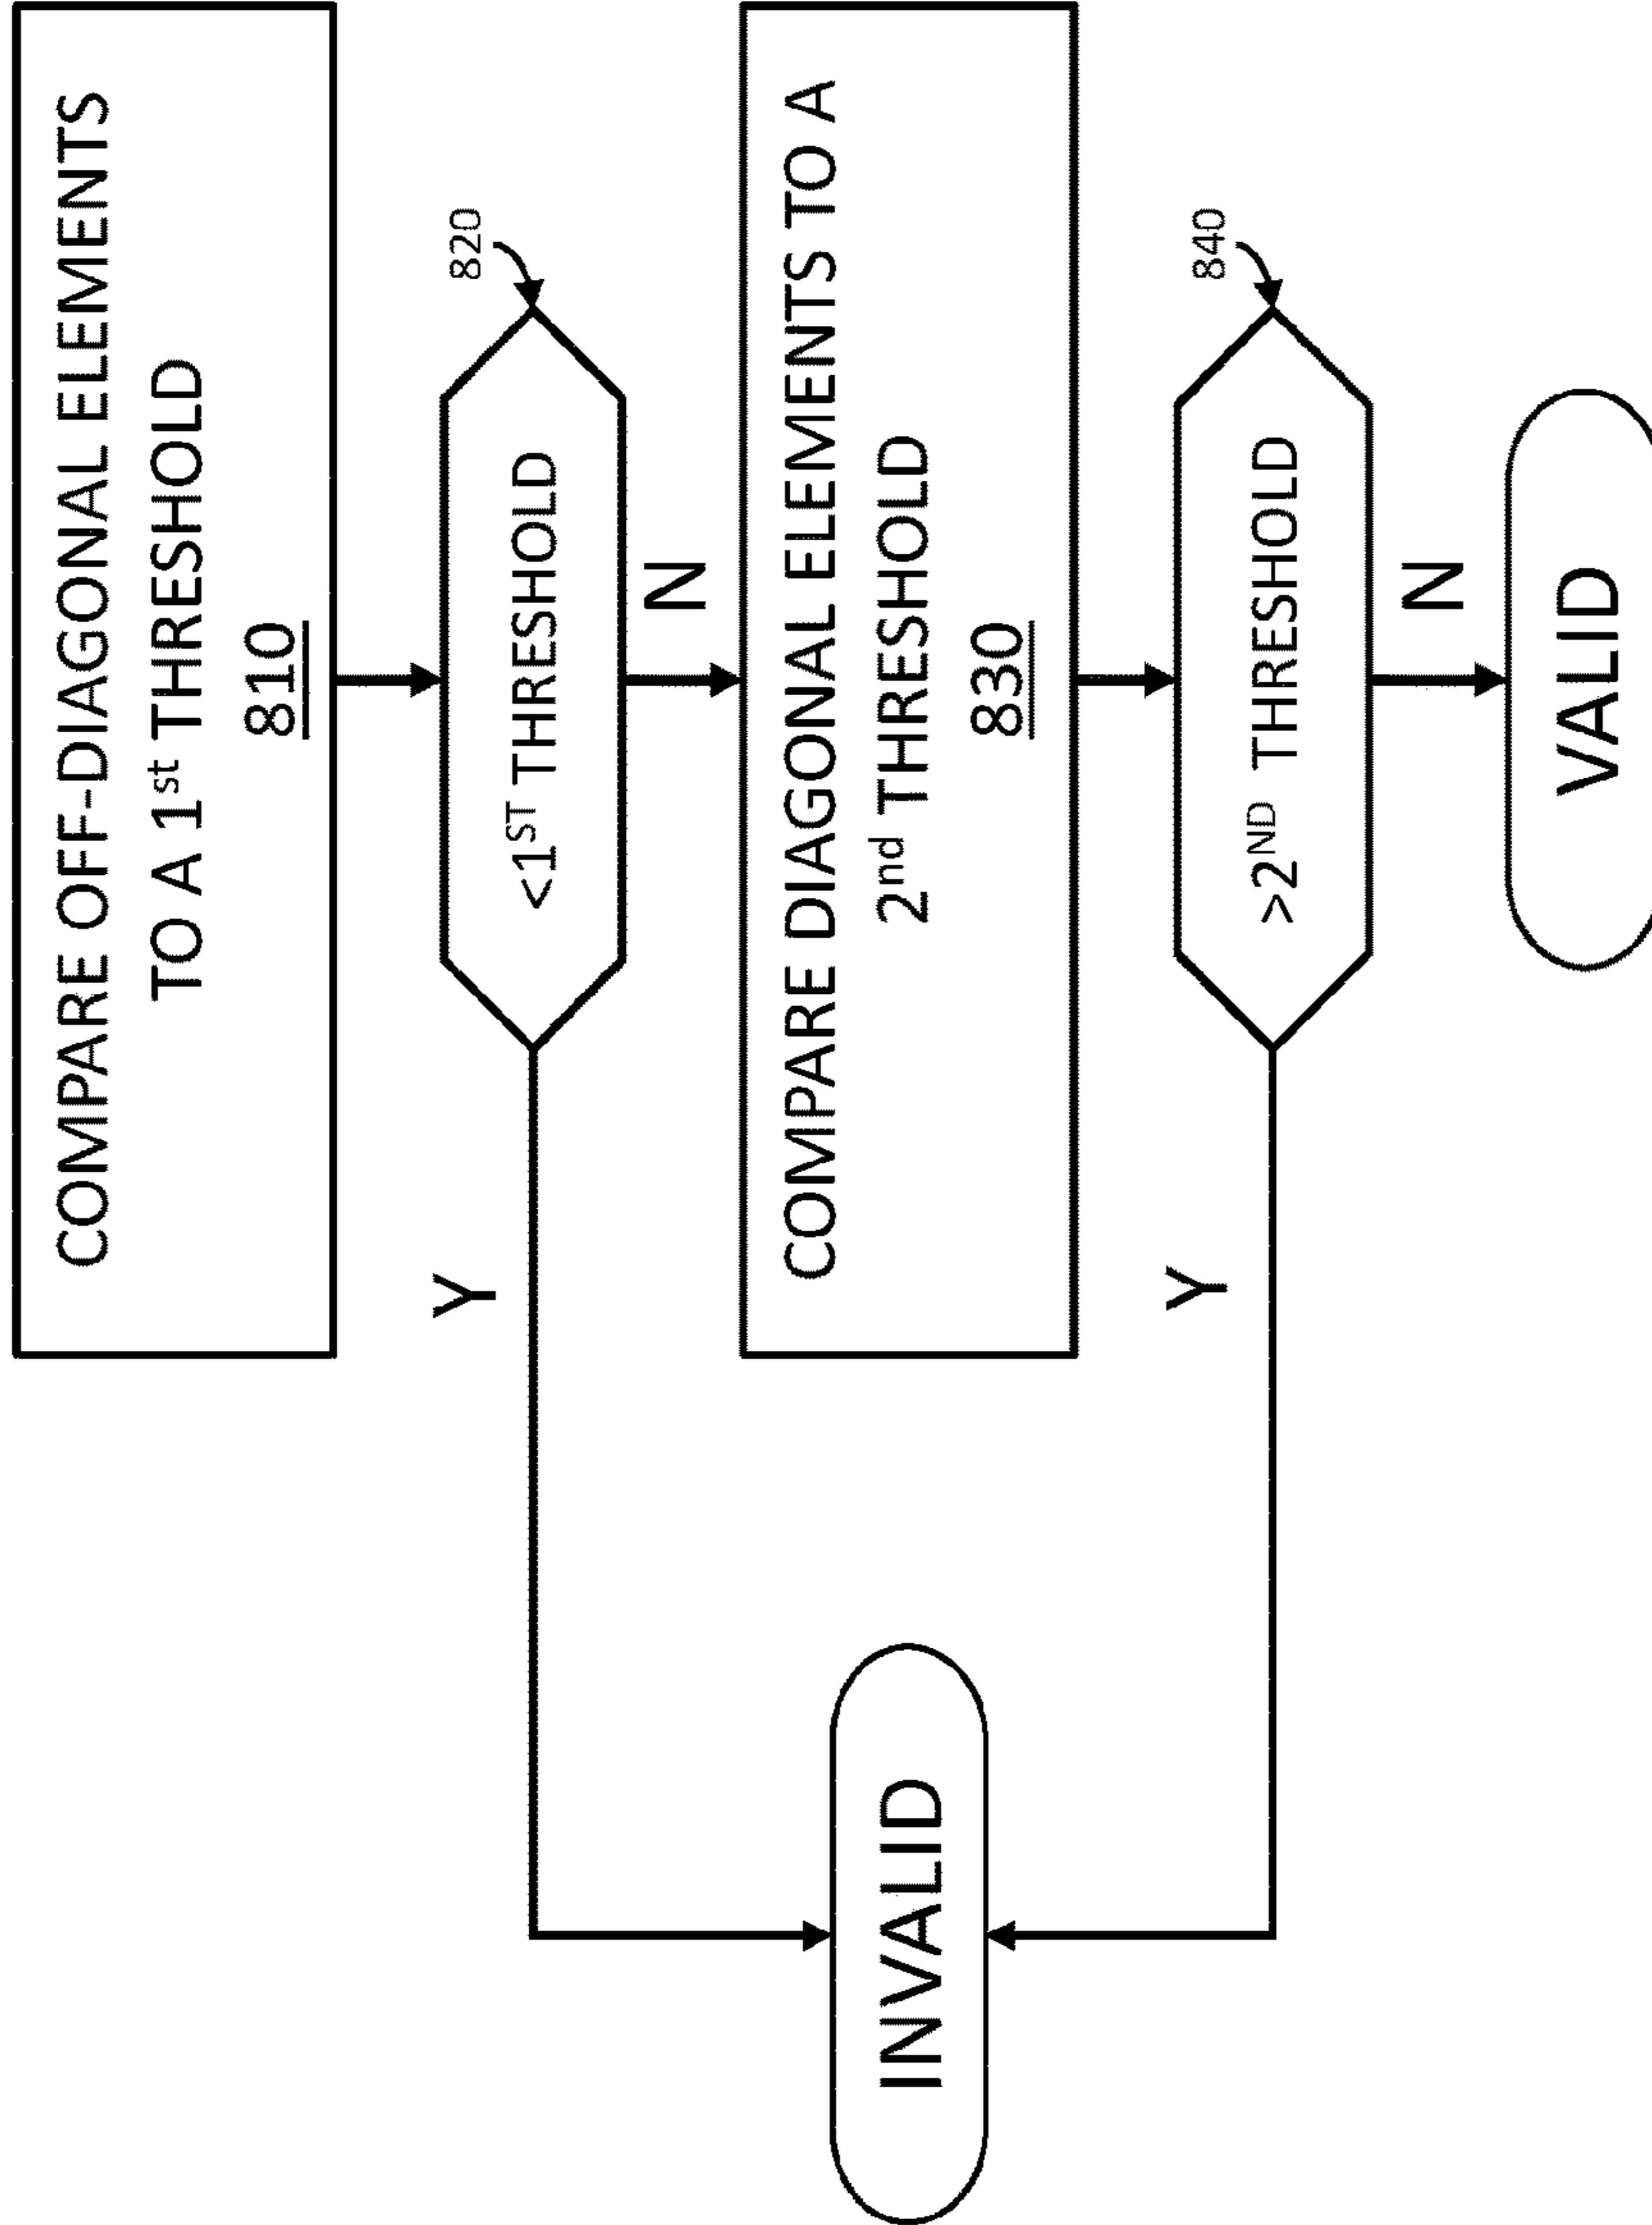 COMPARE OFF-DIAGONAL ELEMENTS
TO A 1st THRESHOLD
810
820
<1ST THRESHOLD
Y
N
COMPARE DIAGONAL ELEMENTS TO A
2nd THRESHOLD
830
840
>2ND THRESHOLD
Y
N
INVALID
VALID